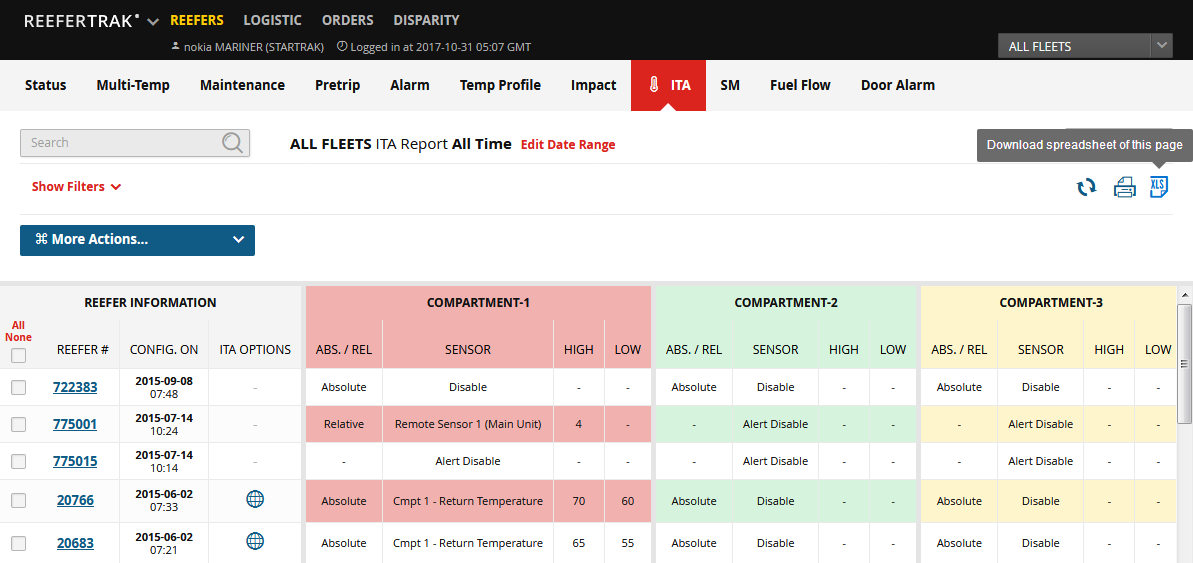 REEFERTRAK REEFERS LOGISTIC ORDERS DISPARITY
nokia MARINER (STARTRAK) Logged in at 2017-10-31 05:07 GMT
ALL FLEETS
Status Multi-Temp Maintenance Pretrip Alarm Temp Profile Impact ITA SM Fuel Flow Door Alarm
Search
ALL FLEETS ITA Report All Time Edit Date Range
Download spreadsheet of this page
Show Filters
XLS
⌘ More Actions...
REEFER INFORMATION COMPARTMENT-1 COMPARTMENT-2 COMPARTMENT-3
All
None
REEFER # CONFIG. ON ITA OPTIONS ABS. / REL SENSOR HIGH LOW ABS. / REL SENSOR HIGH LOW ABS. / REL SENSOR HIGH LOW
722383 2015-09-08 07:48 - Absolute Disable - - Absolute Disable - - Absolute Disable - -
775001 2015-07-14 10:24 - Relative Remote Sensor 1 (Main Unit) 4 - - Alert Disable - - - Alert Disable - -
775015 2015-07-14 10:14 - - Alert Disable - - - Alert Disable - - - Alert Disable - -
20766 2015-06-02 07:33 Absolute Cmpt 1 - Return Temperature 70 60 Absolute Disable - - Absolute Disable - -
20683 2015-06-02 07:21 Absolute Cmpt 1 - Return Temperature 65 55 Absolute Disable - - Absolute Disable - -